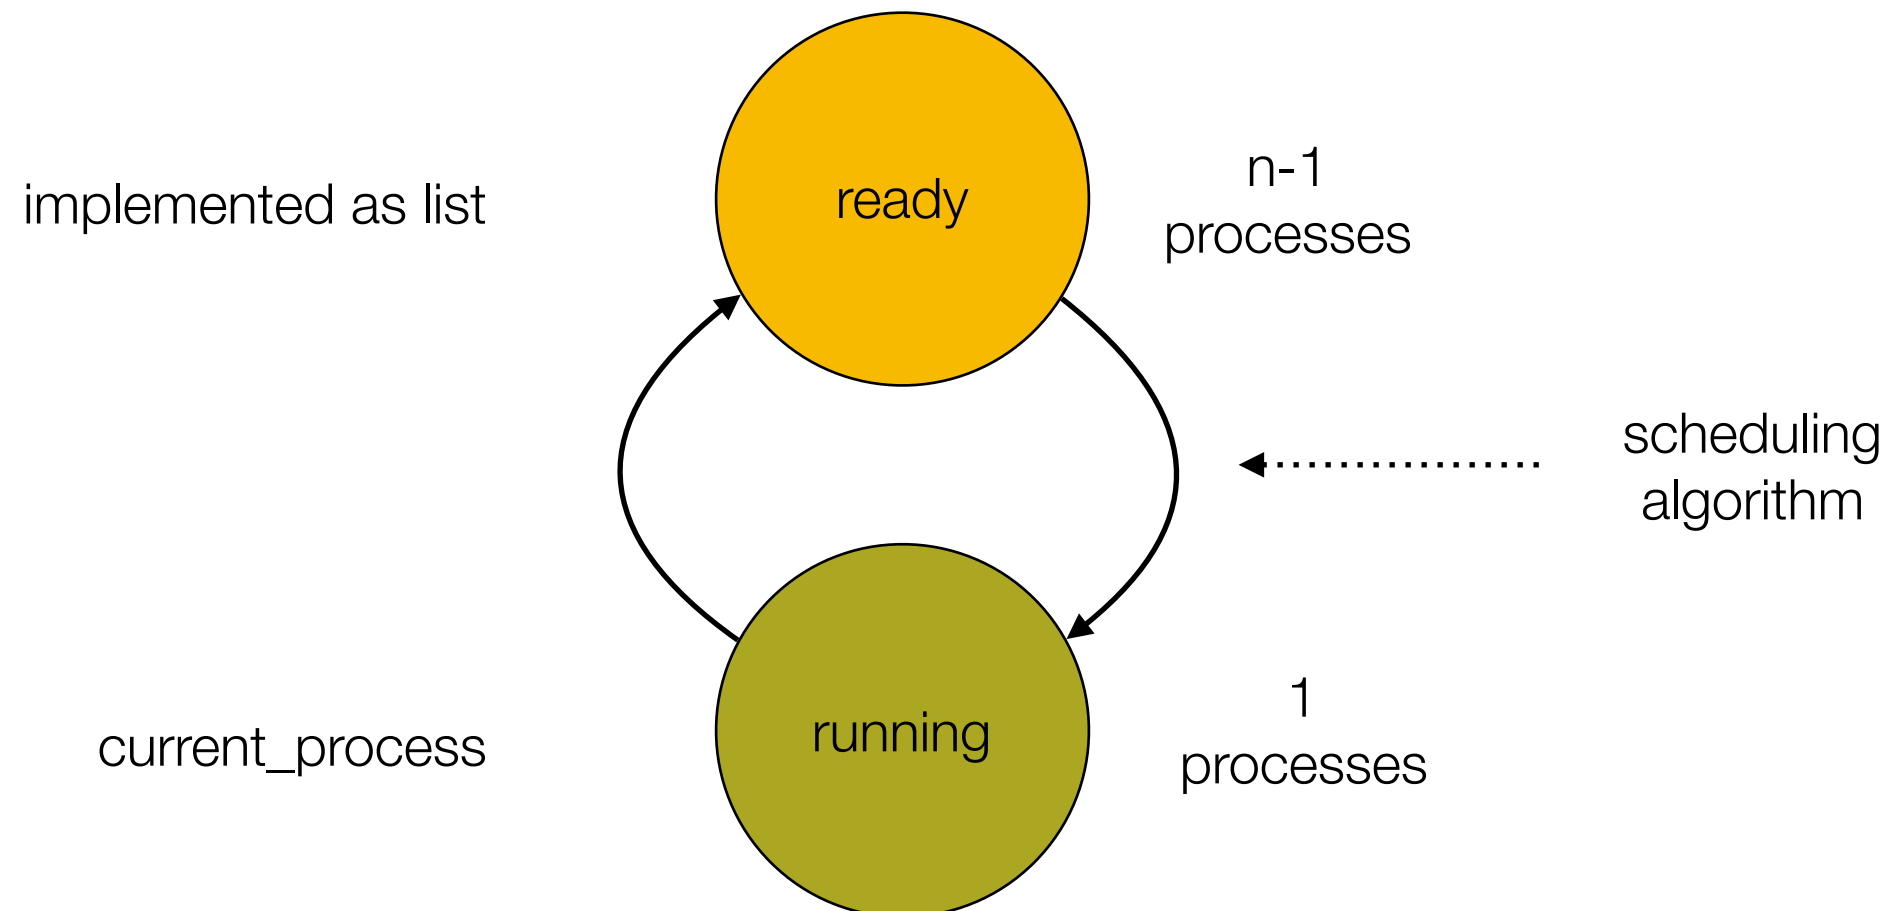 implemented as list
ready
n-1
processes
scheduling
algorithm
current_process
running
1
processes